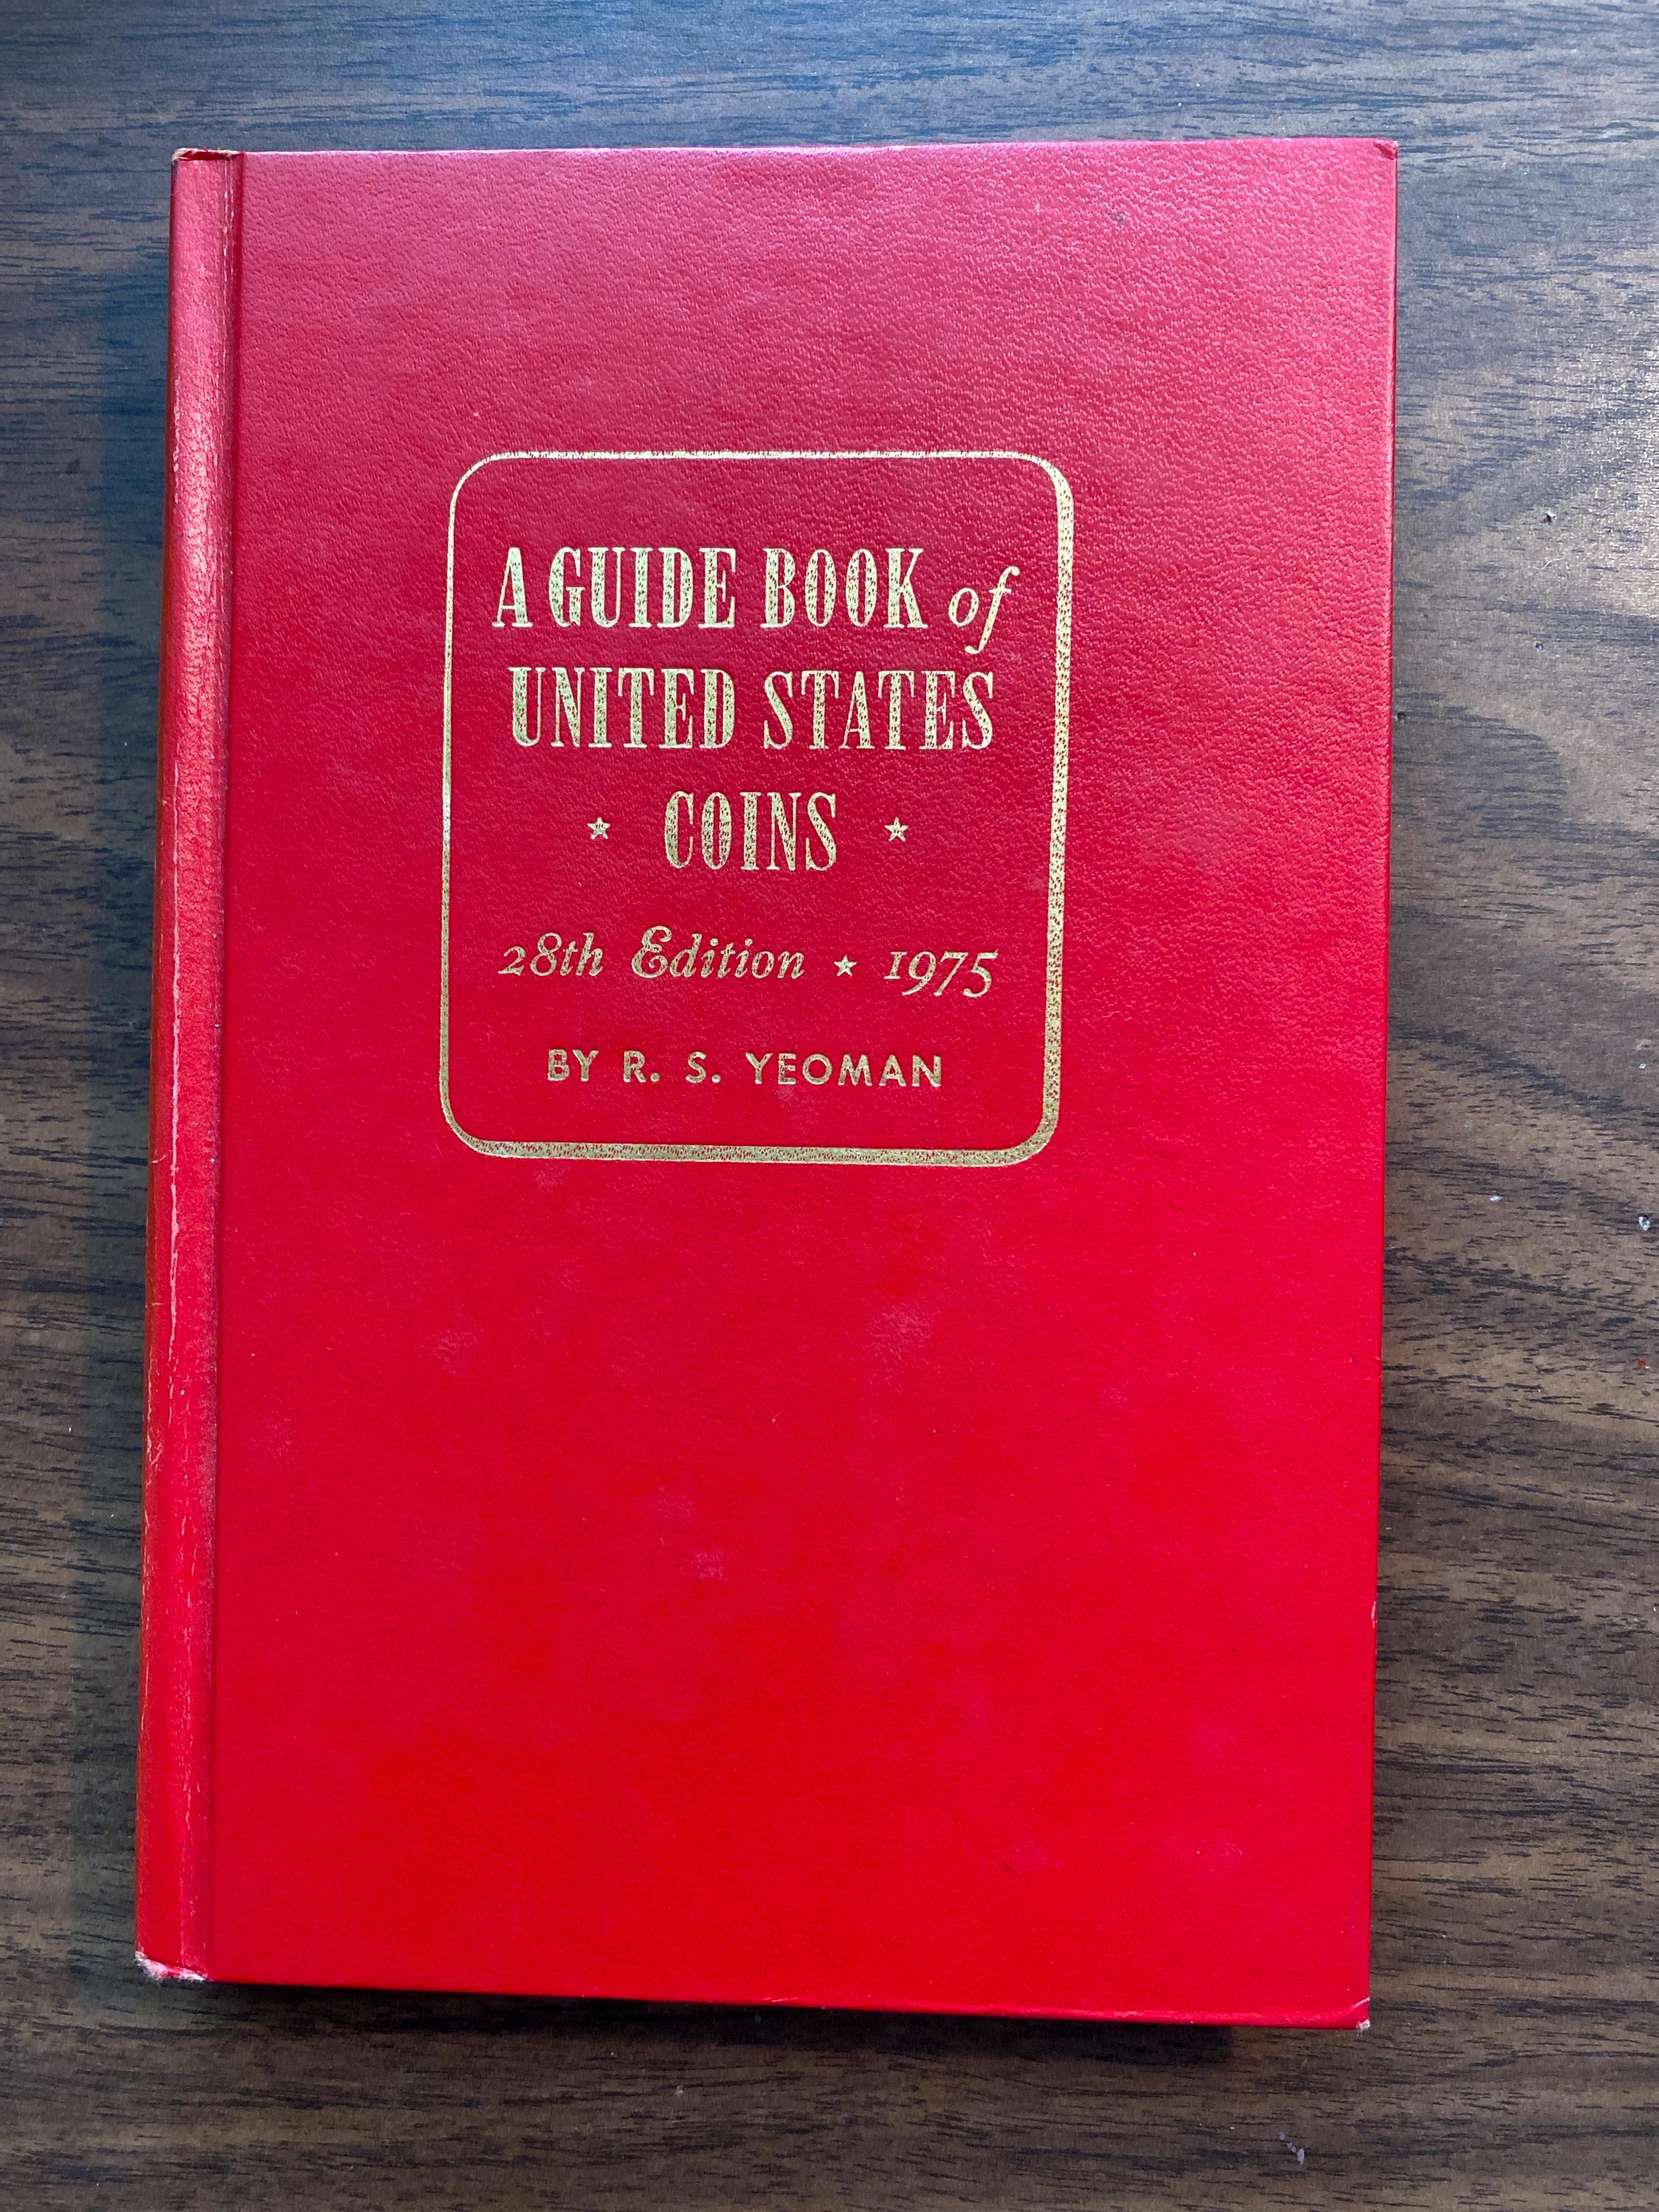 A GUIDE BOOK of
UNITED STATES
★ COINS ★
28th Edition ★ 1975
BY R. S. YEOMAN